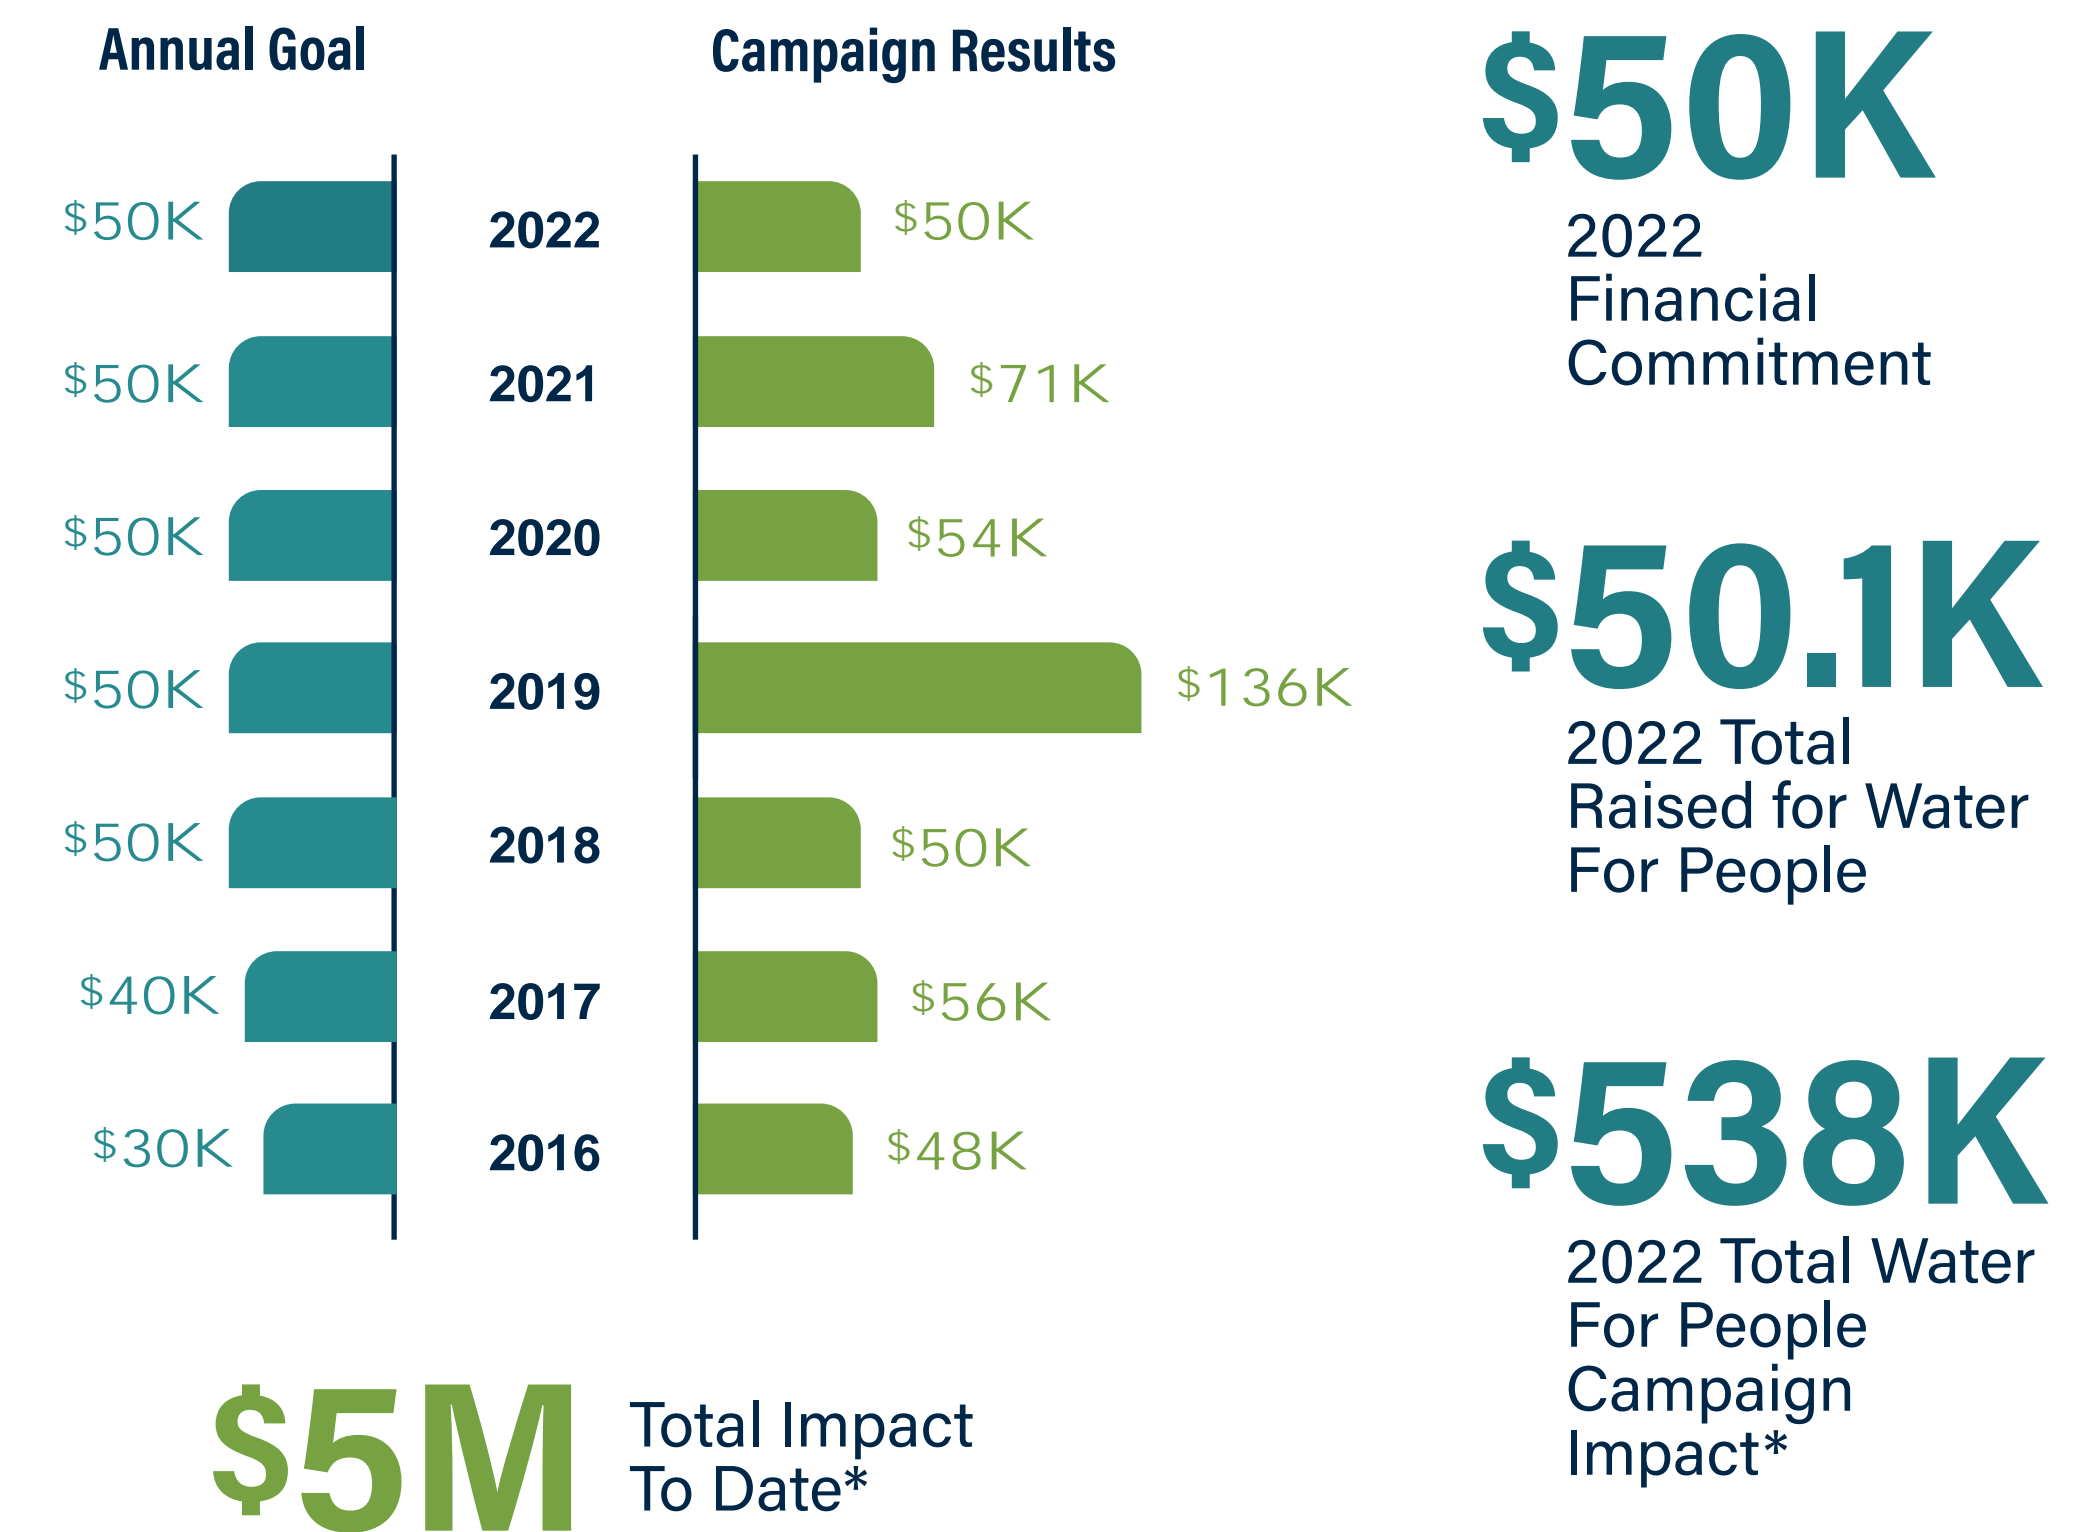 Annual Goal
Campaign Results
$50K 2022 $50K
$50K 2021 $71K
$50K 2020 $54K
$50K 2019 $136K
$50K 2018 $50K
$40K 2017 $56K
$30K 2016 $48K
$5M
Total Impact
To Date*
$50K
2022
Financial
Commitment
$50.1K
2022 Total
Raised for Water
For People
$538K
2022 Total Water
For People
Campaign
Impact*